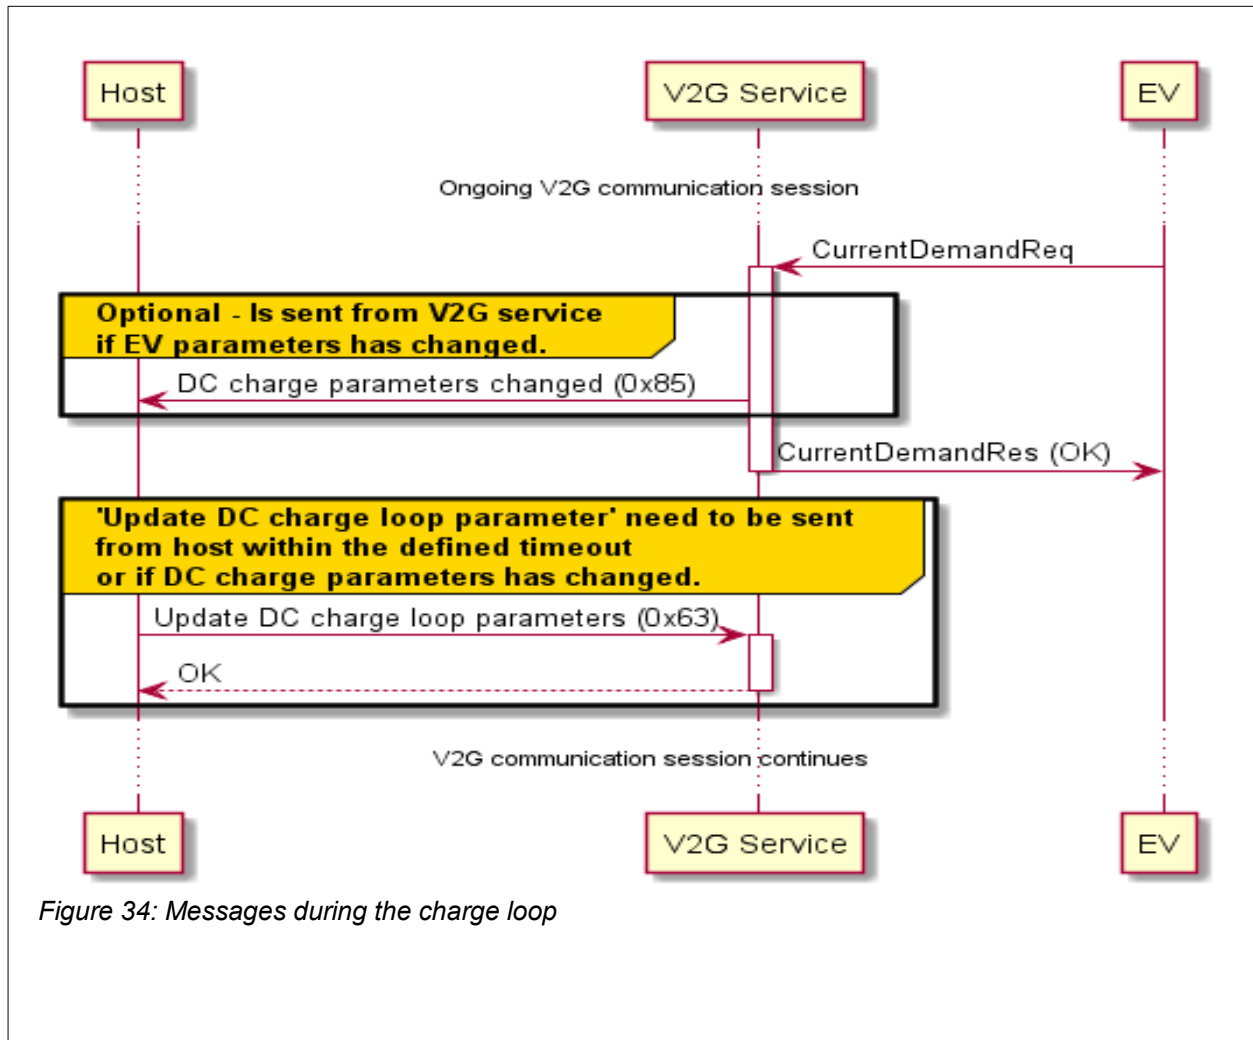 Host
V2G Service
EV
Ongoing V2G communication session
CurrentDemandReq
Optional - Is sent from V2G service
if EV parameters has changed.
DC charge parameters changed (0x85)
CurrentDemandRes (OK)
'Update DC charge loop parameter' need to be sent
from host within the defined timeout
or if DC charge parameters has changed.
Update DC charge loop parameters (0x63)
OK
V2G communication session continues
Host
V2G Service
EV
Figure 34: Messages during the charge loop